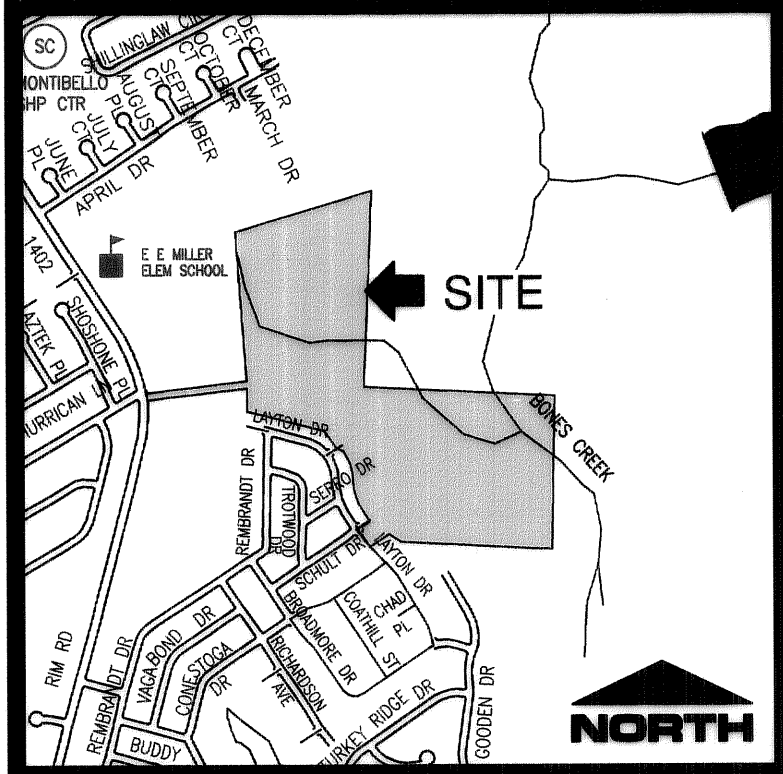 SC
SHILLINGLAW CIR
MONTIBELLO
SHP CTR
DECEMBER
CT
OCTOBER
CT
SEPTEMBER
CT
AUGUST
PL
JULY
CT
JUNE
PL
MARCH DR
APRIL DR
1402
E E MILLER
ELEM SCHOOL
SITE
AZTEK PL
SHOSHONE PL
HURRICAN LN
BONES CREEK
LAYTON DR
REMBRANDT DR
SERRO DR
TROTWOOD
DR
SCHULT DR
LAYTON DR
CHAD
PL
COATHILL ST
BROADMORE DR
RICHARDSON
AVE
VAGABOND DR
CONESTOGA
DR
RIM RD
REMBRANDT DR
BUDDY
TURKEY RIDGE DR
GOODEN DR
NORTH